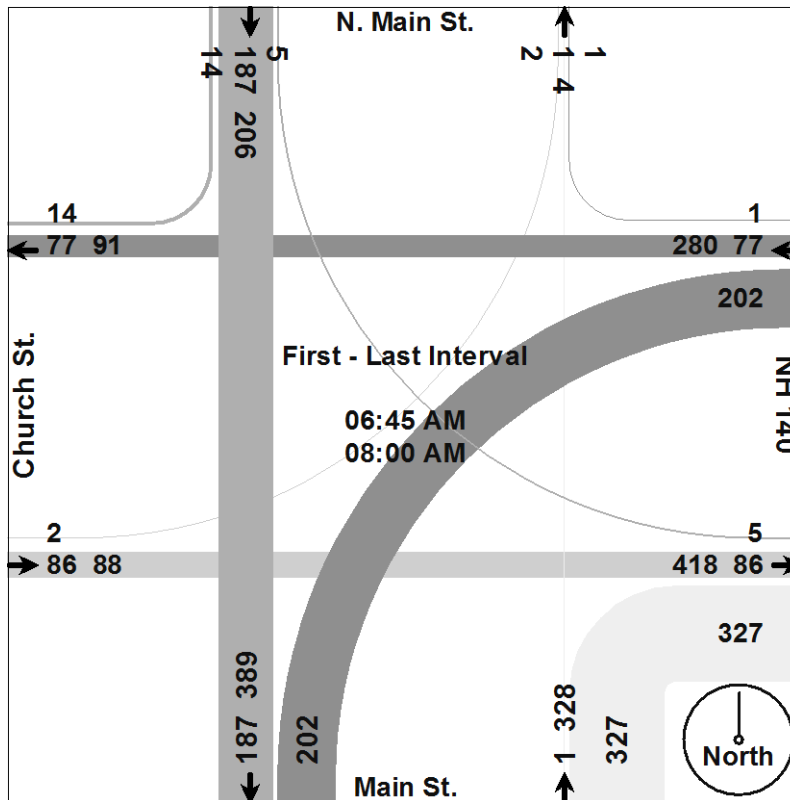 N. Main St.
14
187 206
5
2
1 4
1
14
77 91
1
280 77
202
Church St.
First - Last Interval
06:45 AM
08:00 AM
NH 140
2
86 88
5
418 86
327
187 389
202
1 328
327
North
Main St.